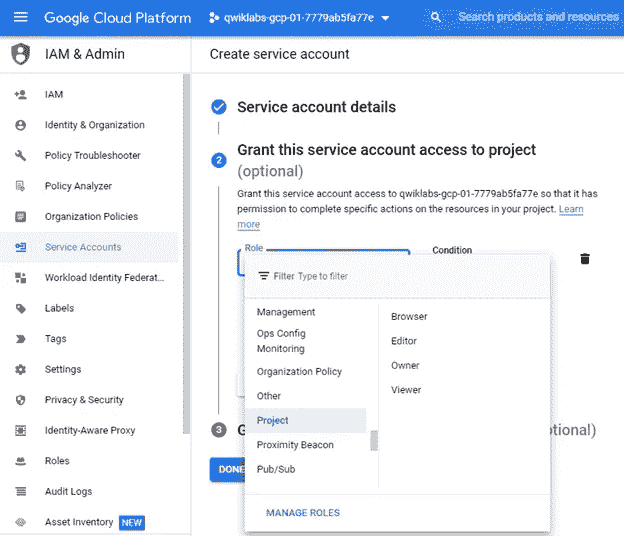 Google Cloud Platform
qwiklabs-gcp-01-7779ab5fa77e
Search products and resources
IAM & Admin
Create service account
IAM
Identity & Organization
Policy Troubleshooter
Policy Analyzer
Organization Policies
Service Accounts
Workload Identity Federat...
Labels
Tags
Settings
Privacy & Security
Identity-Aware Proxy
Roles
Audit Logs
Asset Inventory NEW
Service account details
2
Grant this service account access to project
(optional)
Grant this service account access to qwiklabs-gcp-01-7779ab5fa77e so that it has
permission to complete specific actions on the resources in your project. Learn
more
Role
Condition
Filter Type to filter
Management
Ops Config
Monitoring
Organization Policy
Other
Project
Proximity Beacon
Pub/Sub
Browser
Editor
Owner
Viewer
MANAGE ROLES
3
DONE